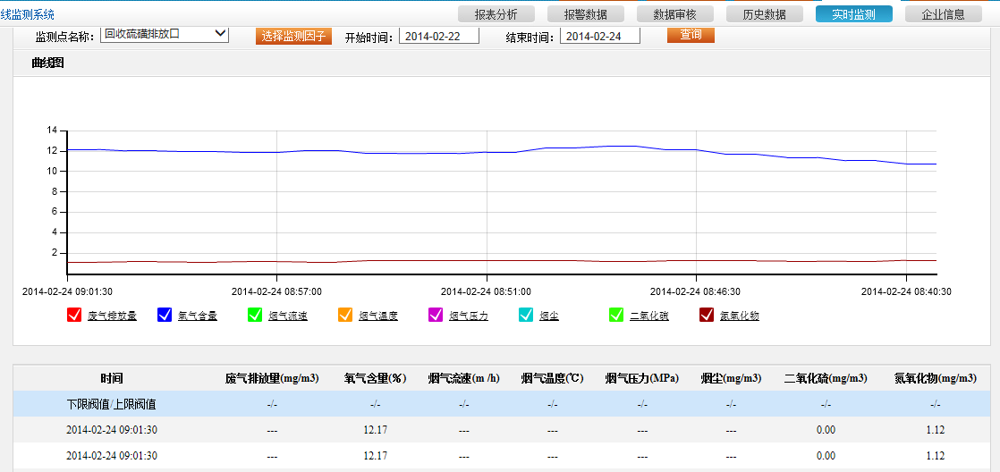 线监测系统 报表分析 报警数据 数据审核 历史数据 实时监测 企业信息
监测点名称: 回收硫磺排放口 选择监测因子 开始时间: 2014-02-22 结束时间: 2014-02-24 查询
曲线图
14
12
10
8
6
4
2
2014-02-24 09:01:30 2014-02-24 08:57:00 2014-02-24 08:51:00 2014-02-24 08:46:30 2014-02-24 08:40:30
废气排放量 氧气含量 烟气流速 烟气温度 烟气压力 烟尘 二氧化硫 氮氧化物
时间 废气排放量(mg/m3) 氧气含量(%) 烟气流速(m /h) 烟气温度(℃) 烟气压力(MPa) 烟尘(mg/m3) 二氧化硫(mg/m3) 氮氧化物(mg/m3)
下限阀值/上限阀值 -/- -/- -/- -/- -/- -/- -/- -/-
2014-02-24 09:01:30 --- 12.17 --- --- --- --- 0.00 1.12
2014-02-24 09:01:30 --- 12.17 --- --- --- --- 0.00 1.12